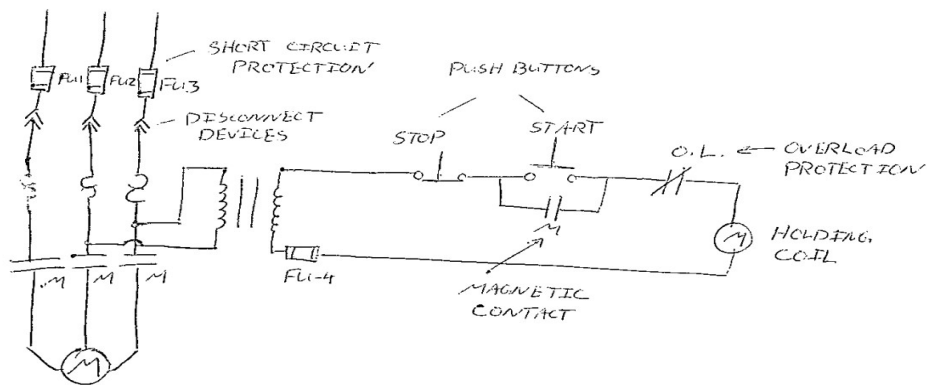 SHORT CIRCUIT
PROTECTION
FU1
FU2
FU3
DISCONNECT
DEVICES
PUSH BUTTONS
STOP
START
O.L.
OVERLOAD
PROTECTION
M
M
HOLDING
COIL
FU-4
MAGNETIC
CONTACT
M
M
M
M